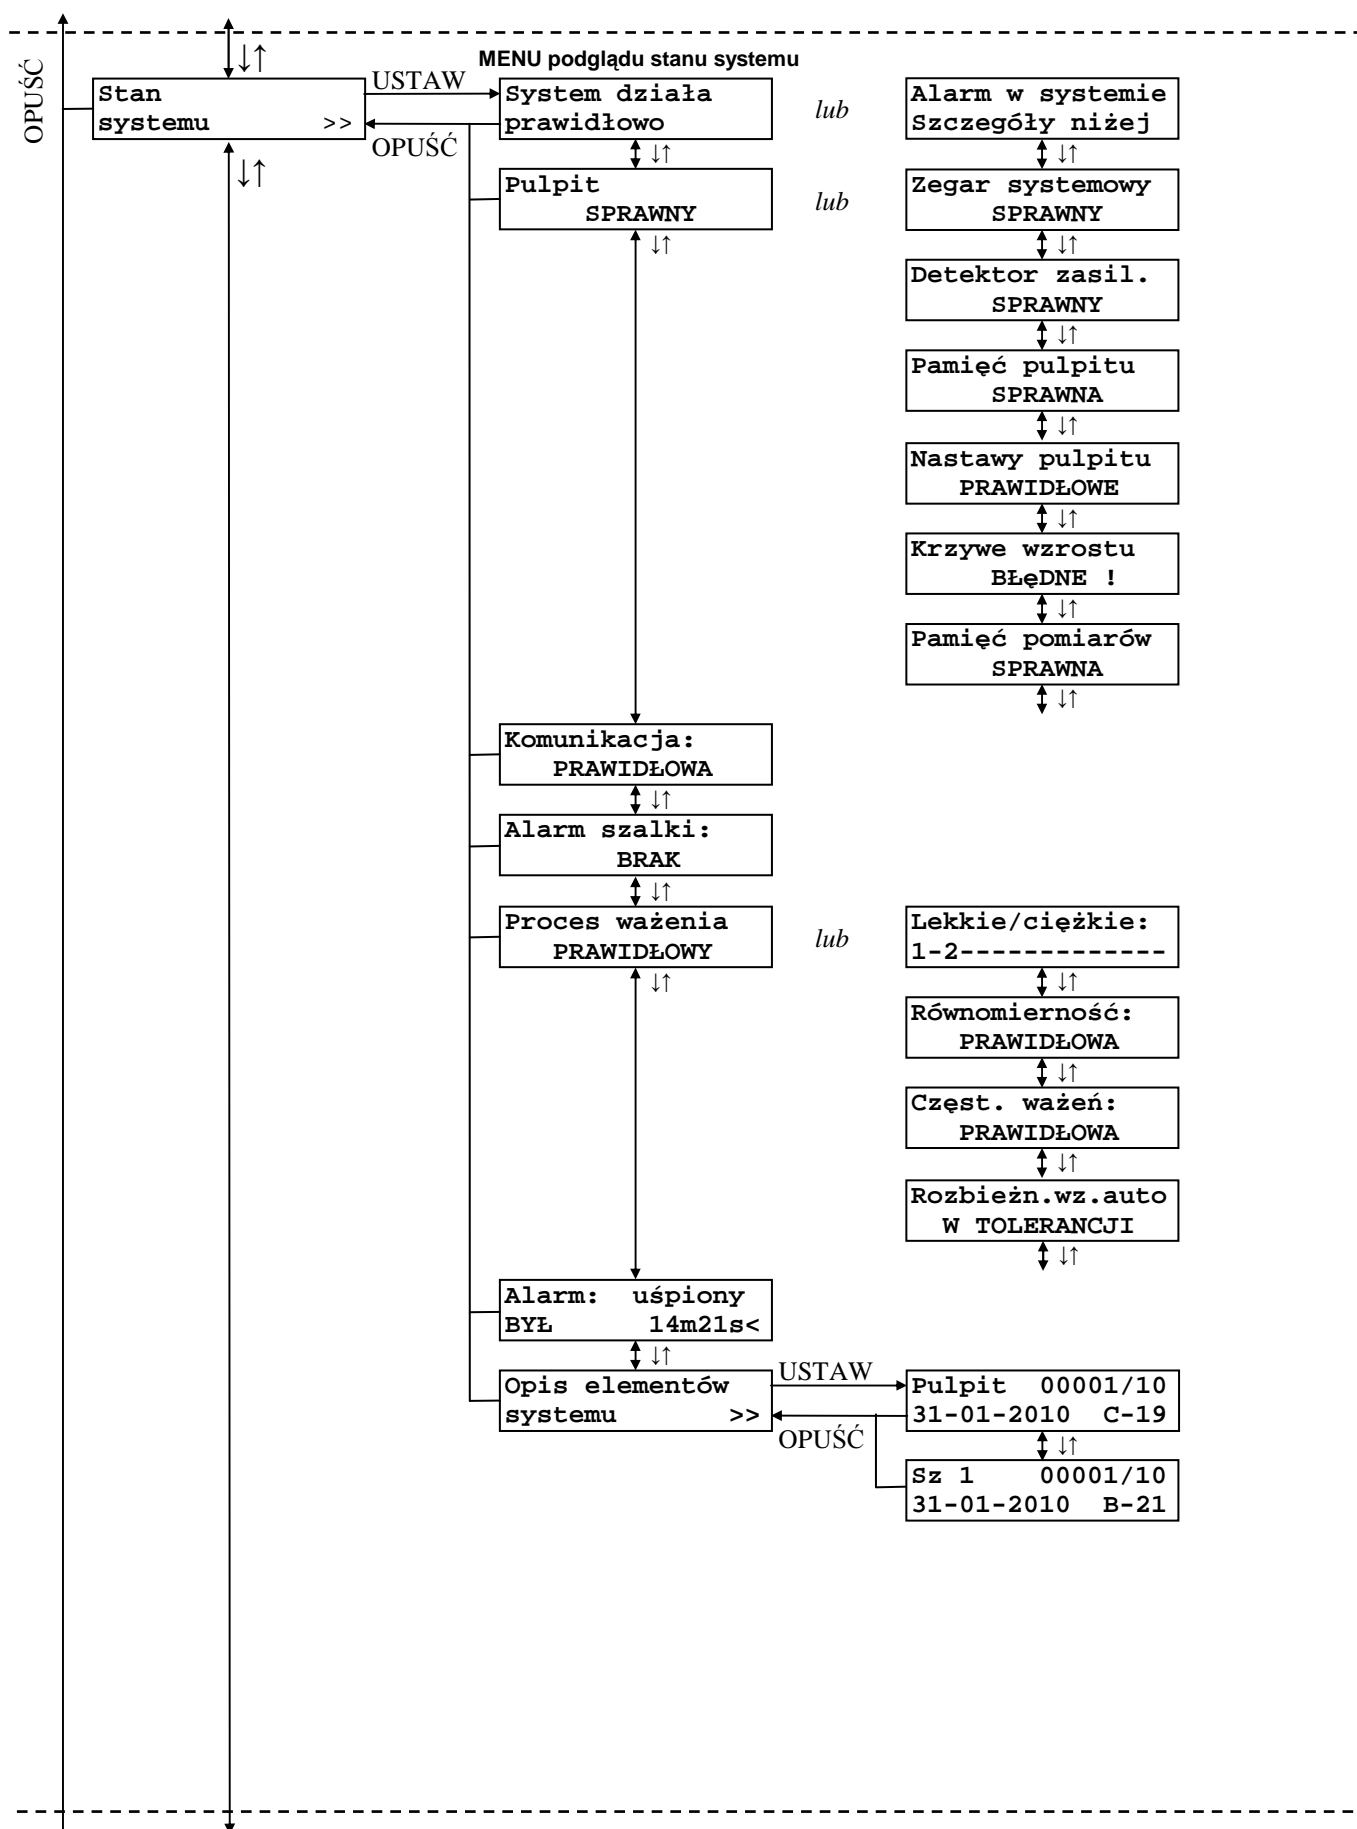 OPUŚĆ
↓↑
MENU podglądu stanu systemu
Stan
systemu >>
USTAW
OPUŚĆ
↓↑
System działa
prawidłowo
lub
Alarm w systemie
Szczegóły niżej
↓↑
↓↑
Pulpit
SPRAWNY
lub
Zegar systemowy
SPRAWNY
↓↑
↓↑
Detektor zasil.
SPRAWNY
↓↑
Pamięć pulpitu
SPRAWNA
↓↑
Nastawy pulpitu
PRAWIDŁOWE
↓↑
Krzywe wzrostu
BŁęDNE !
↓↑
Pamięć pomiarów
SPRAWNA
↓↑
Komunikacja:
PRAWIDŁOWA
↓↑
Alarm szalki:
BRAK
↓↑
Proces ważenia
PRAWIDŁOWY
↓↑
lub
Lekkie/ciężkie:
1-2-------------
↓↑
Równomierność:
PRAWIDŁOWA
↓↑
Częst. ważeń:
PRAWIDŁOWA
↓↑
Rozbieżn.wz.auto
W TOLERANCJI
↓↑
Alarm: uśpiony
BYŁ 14m21s<
↓↑
Opis elementów
systemu >>
USTAW
OPUŚĆ
Pulpit 00001/10
31-01-2010 C-19
↓↑
Sz 1 00001/10
31-01-2010 B-21